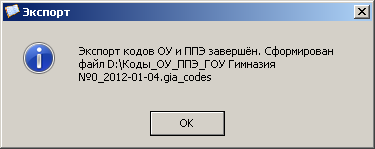 Экспорт
Экспорт кодов ОУ и ППЭ завершён. Сформирован
файл D:\Коды_ОУ_ППЭ_ГОУ Гимназия
№0_2012-01-04.gia_codes
OK